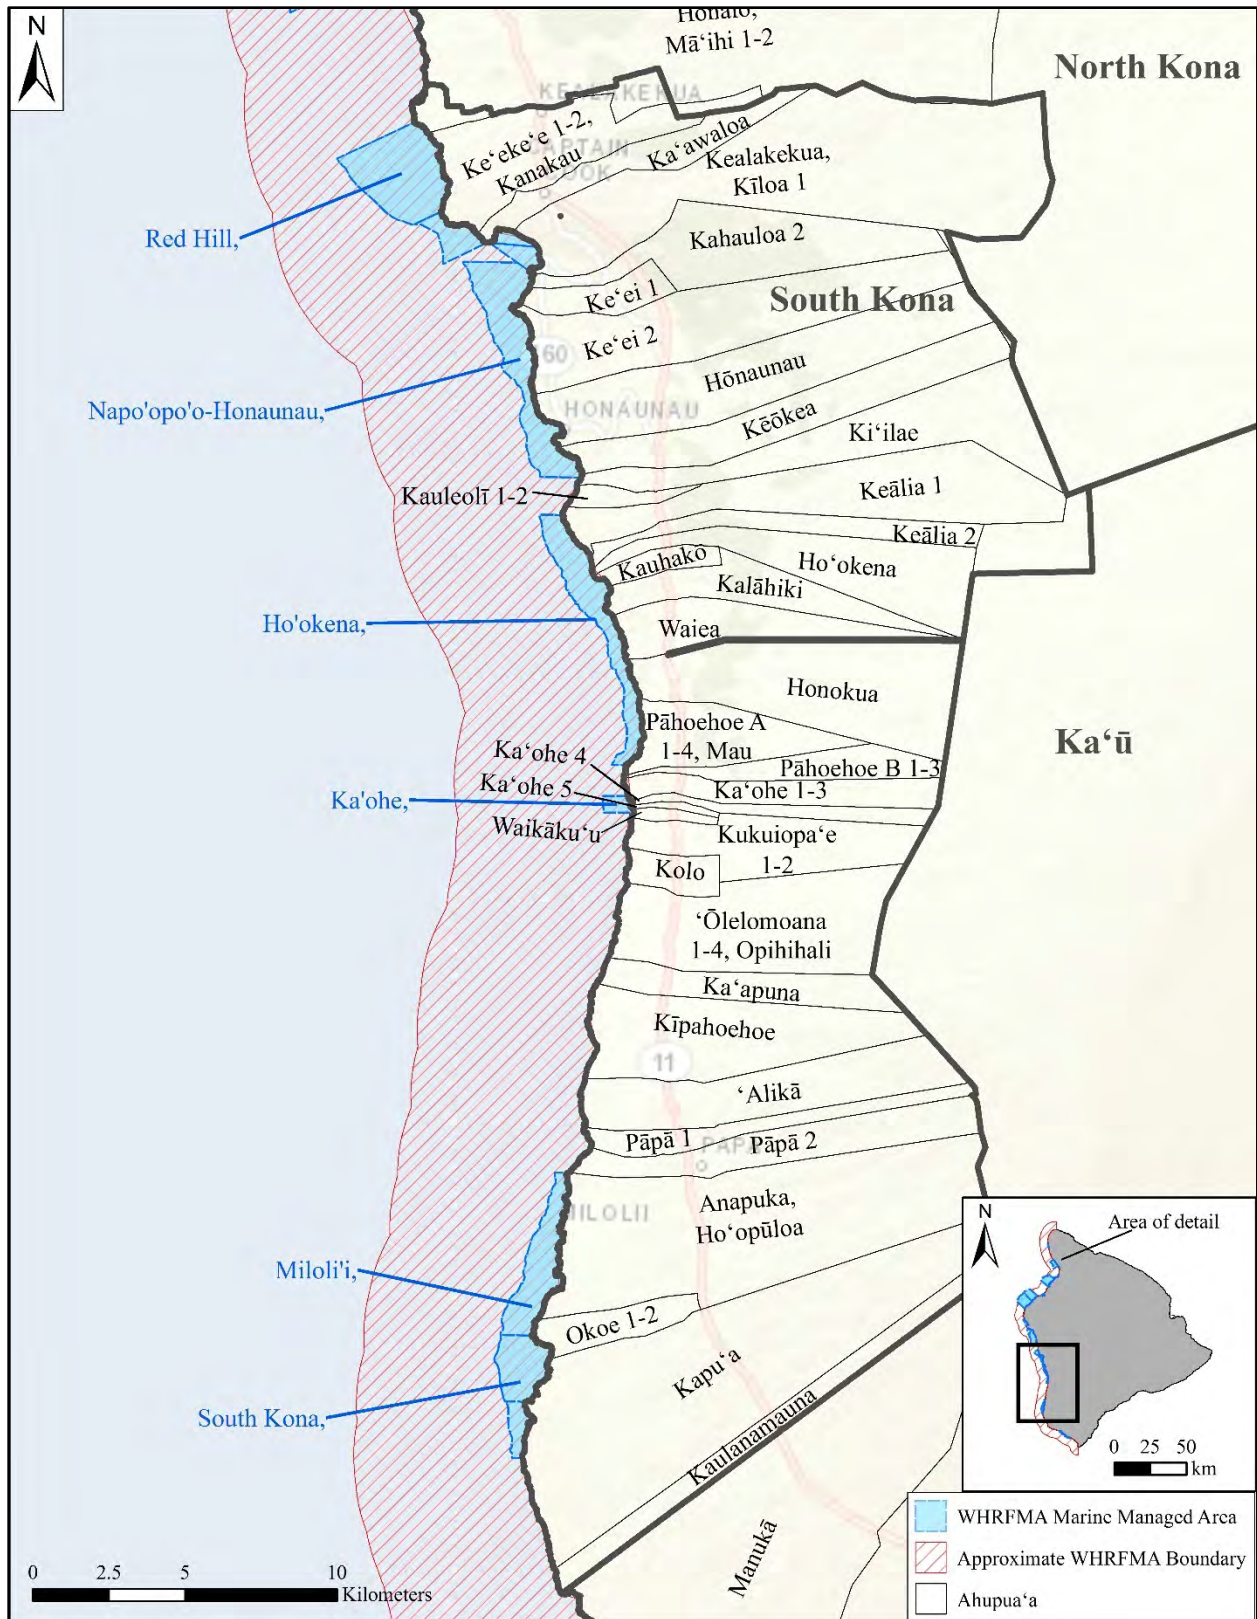 N
Honalo,
Māʻihi 1-2
North Kona
KEALAKEKUA
Keʻekeʻe 1-2,
Kanakau
CAPTAIN
COOK
Kaʻawaloa
Kealakekua,
Kīloa 1
Red Hill,
Kahauloa 2
Keʻei 1
South Kona
Keʻei 2
160
Hōnaunau
Napo'opo'o-Honaunau,
HONAUNAU
Kēōkea
Kiʻilae
Kauleolī 1-2
Keālia 1
Keālia 2
Kauhakō
Hoʻokena
Kalāhiki
Ho'okena,
Waiea
Honokua
Pāhoehoe A
1-4, Mau
Kaʻū
Kaʻohe 4
Pāhoehoe B 1-3
Kaʻohe 5
Kaʻohe 1-3
Ka'ohe,
Waikākuʻu
Kukuiopaʻe
1-2
Kolo
ʻŌlelomoana
1-4, Opihihali
Kaʻapuna
Kīpahoehoe
11
ʻAlikā
Pāpā 1
PAPA
Pāpā 2
Anapuka,
Hoʻopūloa
MILOLII
Miloli'i,
Okoe 1-2
Kapuʻa
South Kona,
Kaulanamauna
Manukā
N
Area of detail
0 25 50
km
WHRFMA Marine Managed Area
Approximate WHRFMA Boundary
Ahupuaʻa
0 2.5 5 10
Kilometers